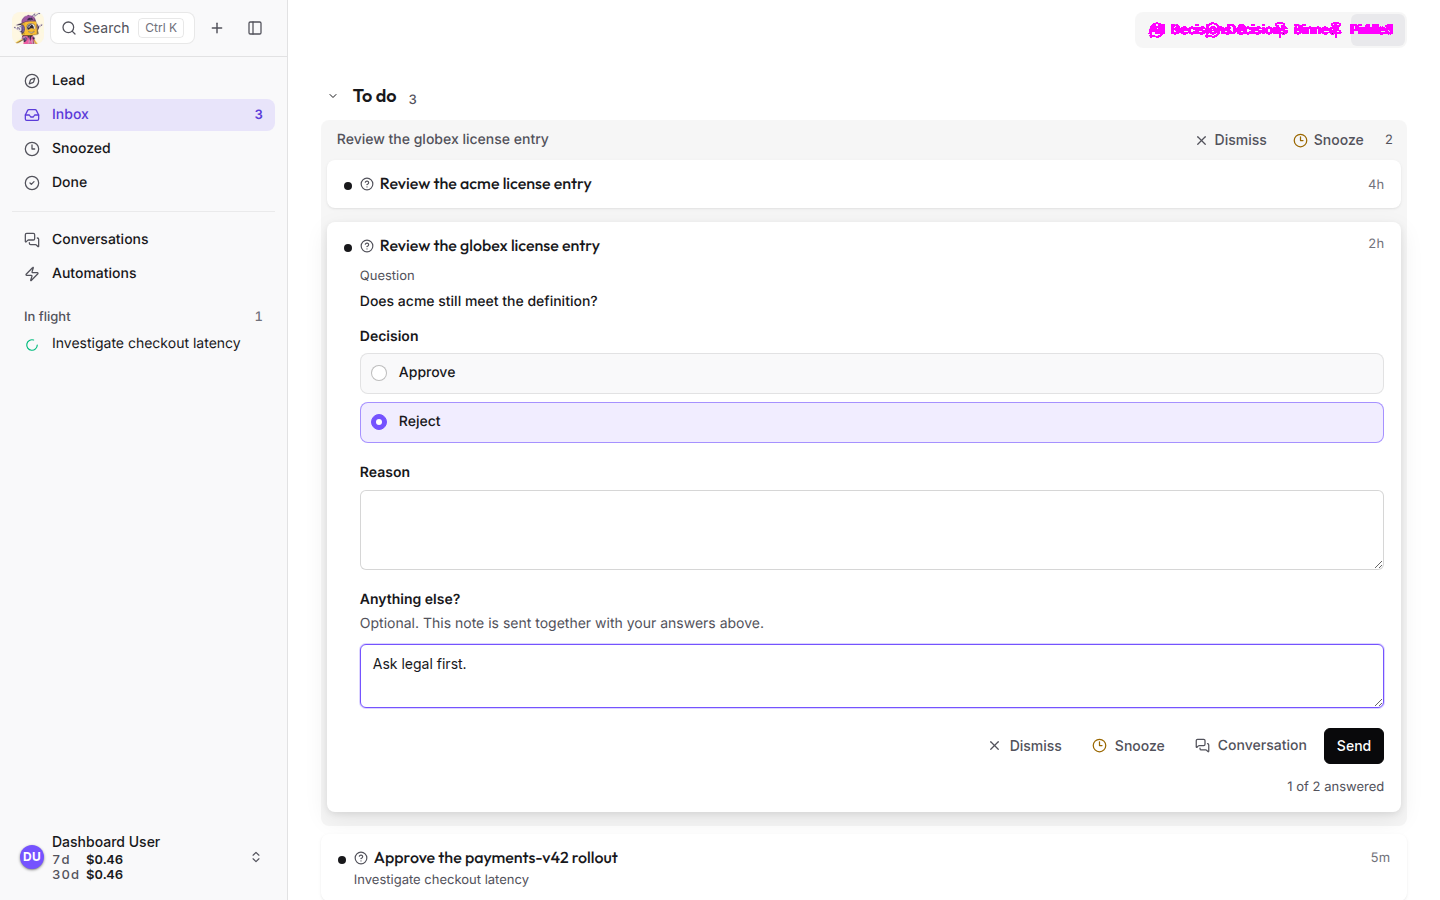 Search Ctrl K
Lead
Inbox 3
Snoozed
Done
Conversations
Automations
In flight 1
Investigate checkout latency
Dashboard User
DU
7d $0.46
30d $0.46
To do 3
Review the globex license entry Dismiss Snooze 2
Review the acme license entry 4h
Review the globex license entry 2h
Question
Does acme still meet the definition?
Decision
Approve
Reject
Reason
Anything else?
Optional. This note is sent together with your answers above.
Ask legal first.
Dismiss Snooze Conversation Send
1 of 2 answered
Approve the payments-v42 rollout 5m
Investigate checkout latency